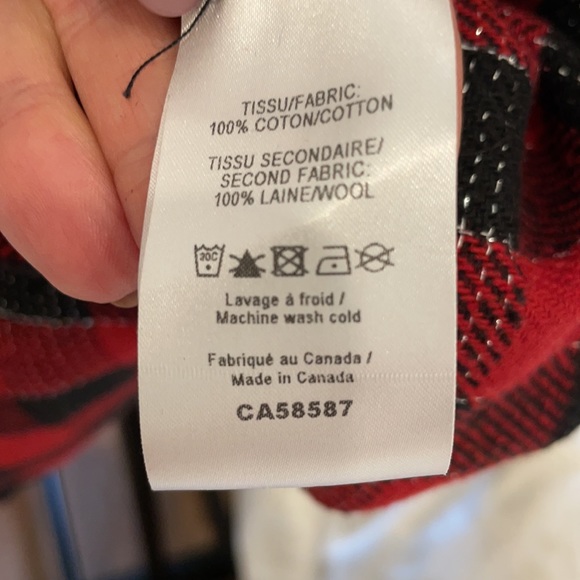 TISSU/FABRIC:
100% COTON/COTTON
TISSU SECONDAIRE/
SECOND FABRIC:
100% LAINE/WOOL
20C
Lavage à froid /
Machine wash cold
Fabriqué au Canada /
Made in Canada
CA58587